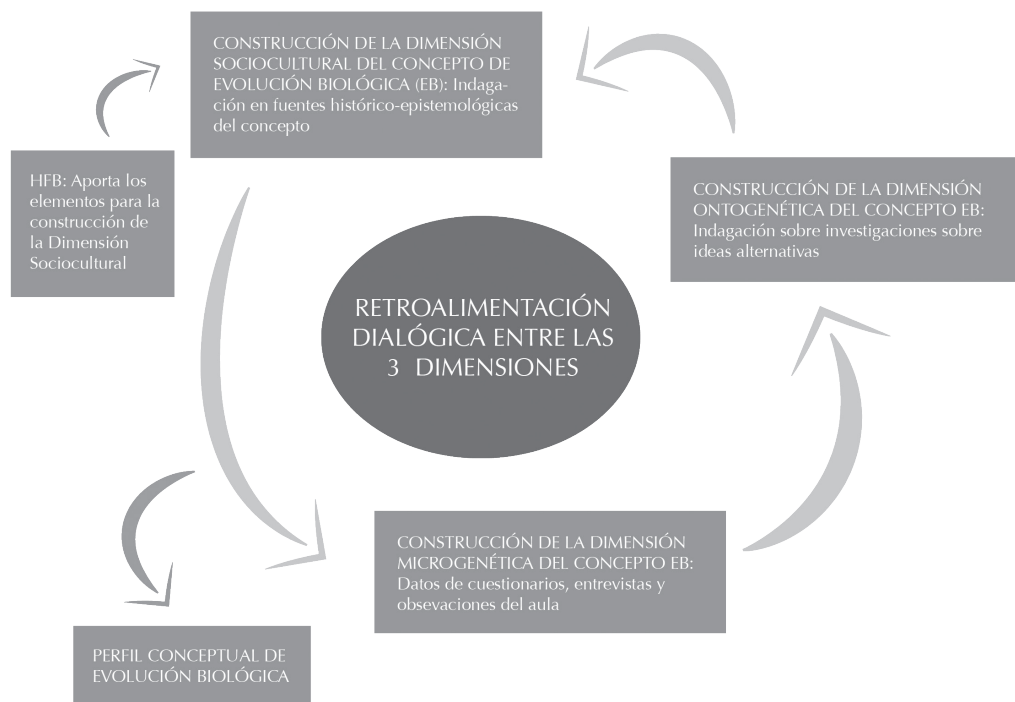 CONSTRUCCIÓN DE LA DIMENSIÓN
SOCIOCULTURAL DEL CONCEPTO DE
EVOLUCIÓN BIOLÓGICA (EB): Indaga-
ción en fuentes histórico-epistemológicas
del concepto
HFB: Aporta los
elementos para la
construcción de
la Dimensión
Sociocultural
CONSTRUCCIÓN DE LA DIMENSIÓN
ONTOGENÉTICA DEL CONCEPTO EB:
Indagación sobre investigaciones sobre
ideas alternativas
RETROALIMENTACIÓN
DIALÓGICA ENTRE LAS
3 DIMENSIONES
CONSTRUCCIÓN DE LA DIMENSIÓN
MICROGENÉTICA DEL CONCEPTO EB:
Datos de cuestionarios, entrevistas y
obsevaciones del aula
PERFIL CONCEPTUAL DE
EVOLUCIÓN BIOLÓGICA